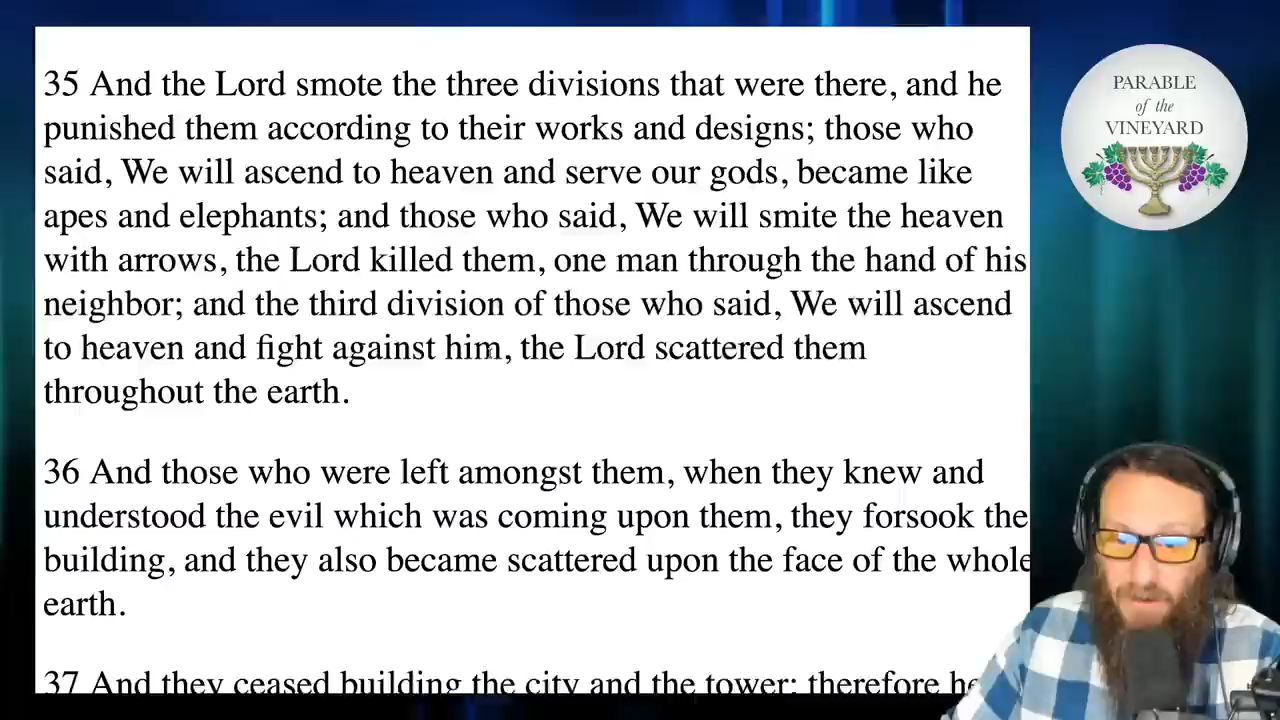 35 And the Lord smote the three divisions that were there, and he
punished them according to their works and designs; those who
said, We will ascend to heaven and serve our gods, became like
apes and elephants; and those who said, We will smite the heaven
with arrows, the Lord killed them, one man through the hand of his
neighbor; and the third division of those who said, We will ascend
to heaven and fight against him, the Lord scattered them
throughout the earth.
36 And those who were left amongst them, when they knew and
understood the evil which was coming upon them, they forsook the
building, and they also became scattered upon the face of the whole
earth.
37 And they ceased building the city and the tower; therefore he
PARABLE
of the
VINEYARD